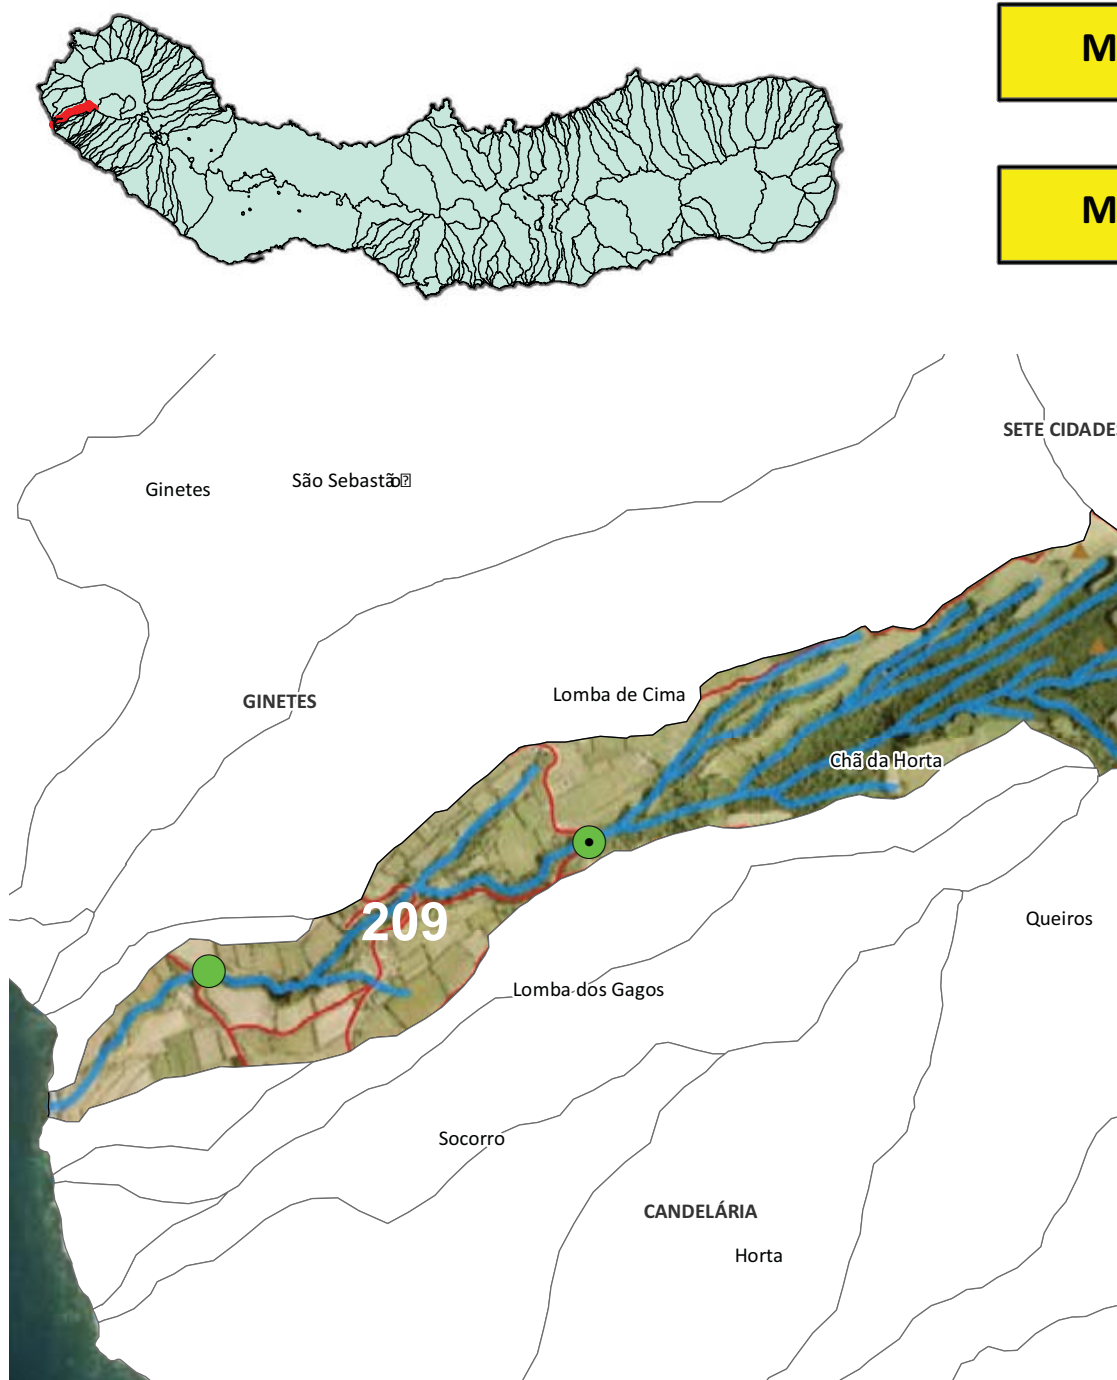 M
M
SETE CIDADE
Ginetes
São Sebastão
GINETES
Lomba de Cima
Chã da Horta
209
Queiros
Lomba dos Gagos
Socorro
CANDELÁRIA
Horta